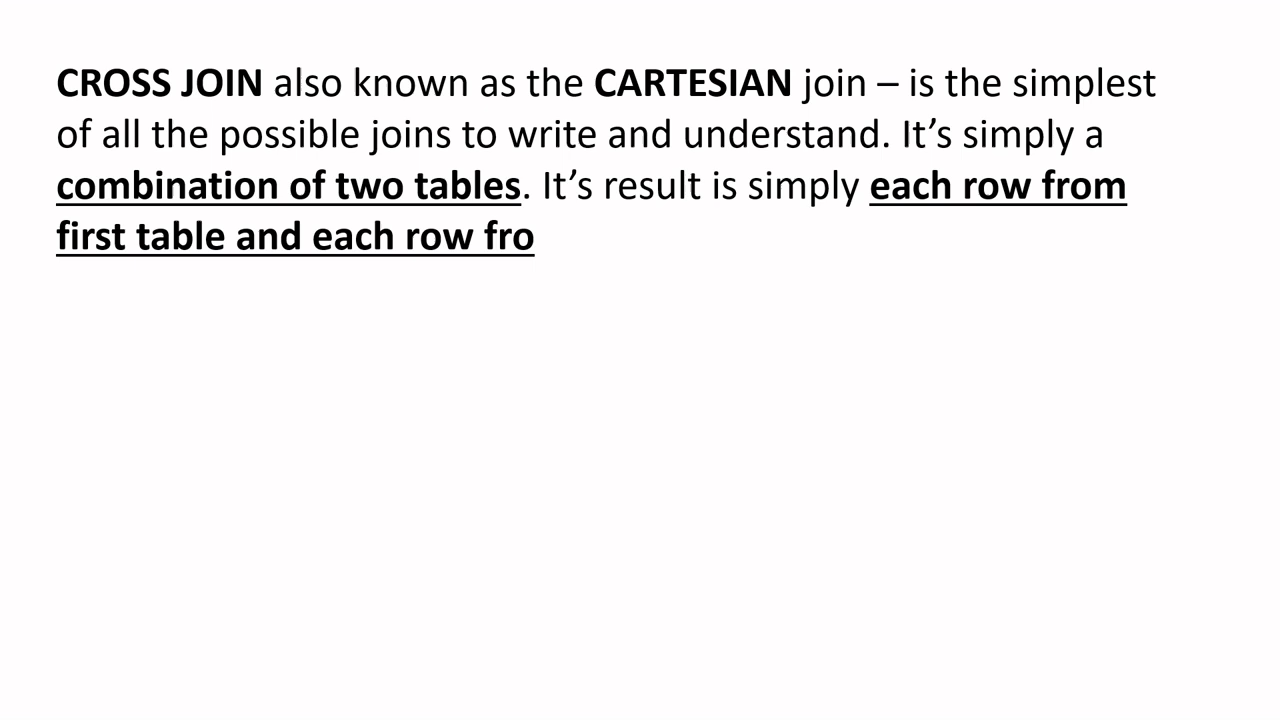 CROSS JOIN also known as the CARTESIAN join – is the simplest
of all the possible joins to write and understand. It’s simply a
combination of two tables. It’s result is simply each row from
first table and each row fro